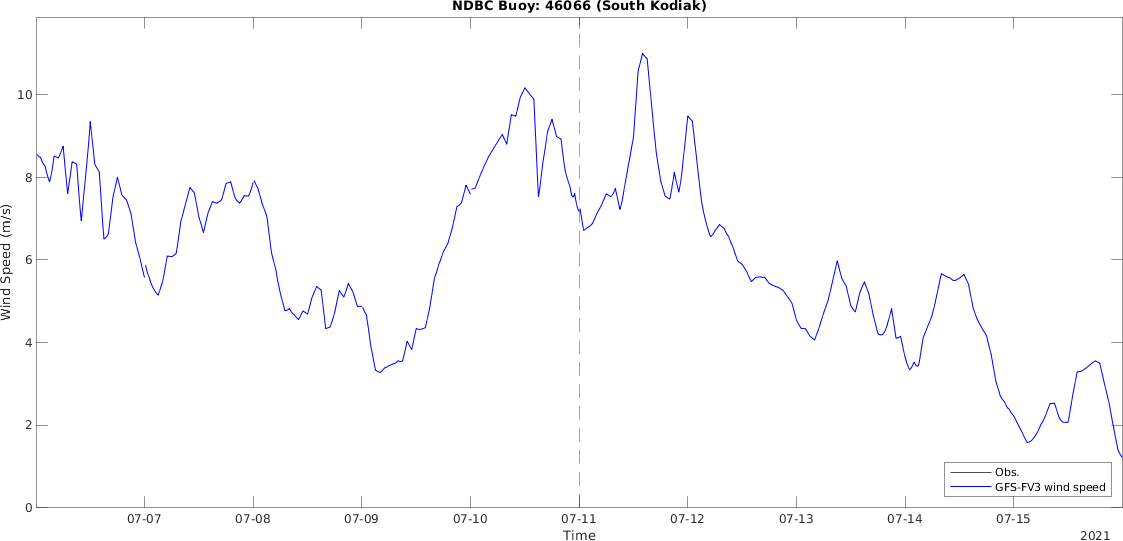 NDBC Buoy: 46066 (South Kodiak)
Wind Speed (m/s)
10
8
6
4
2
0
Obs.
GFS-FV3 wind speed
07-07 07-08 07-09 07-10 07-11 07-12 07-13 07-14 07-15
Time
2021